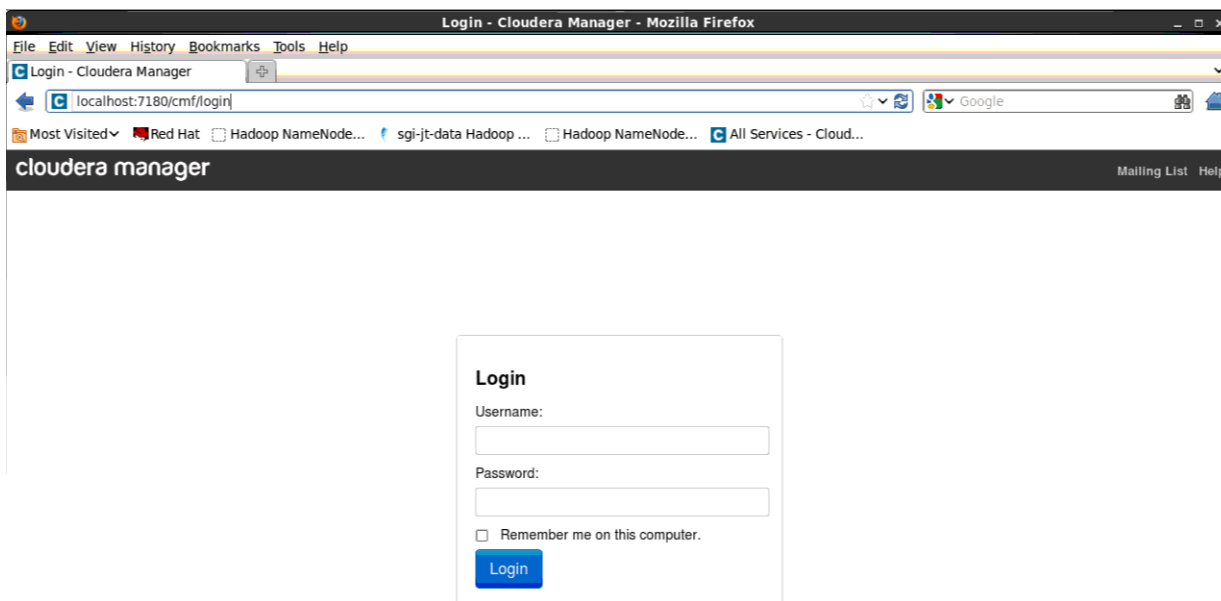 Login - Cloudera Manager - Mozilla Firefox
File Edit View History Bookmarks Tools Help
C Login - Cloudera Manager
C localhost:7180/cmf/login Google
Most Visited Red Hat Hadoop NameNode... sgi-jt-data Hadoop ... Hadoop NameNode... C All Services - Cloud...
cloudera manager Mailing List Help
Login
Username:
Password:
Remember me on this computer.
Login